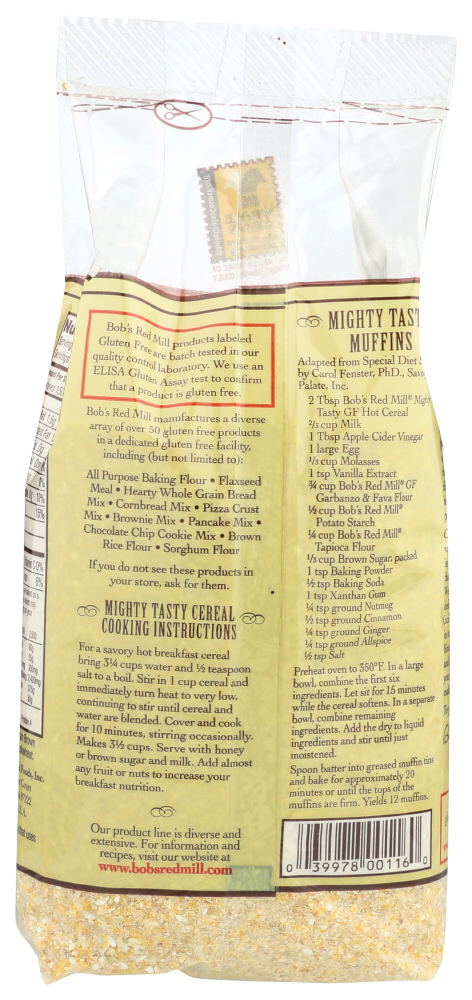 Bob's Red Mill products labeled
Gluten Free are batch tested in our
quality control laboratory. We use an
ELISA Gluten Assay test to confirm
that a product is gluten free.
Bob's Red Mill manufactures a diverse
array of over 50 gluten free products
in a dedicated gluten free facility,
including (but not limited to):
All Purpose Baking Flour • Flaxseed
Meal • Hearty Whole Grain Bread
Mix • Cornbread Mix • Pizza Crust
Mix • Brownie Mix • Pancake Mix •
Chocolate Chip Cookie Mix • Brown
Rice Flour • Sorghum Flour
If you do not see these products in
your store, ask for them.
MIGHTY TASTY CEREAL
COOKING INSTRUCTIONS
For a savory hot breakfast cereal
bring 3¼ cups water and ½ teaspoon
salt to a boil. Stir in 1 cup cereal and
immediately turn heat to very low,
continuing to stir until cereal and
water are blended. Cover and cook
for 10 minutes, stirring occasionally.
Makes 3½ cups. Serve with honey
or brown sugar and milk. Add almost
any fruit or nuts to increase your
breakfast nutrition.
Our product line is diverse and
extensive. For information and
recipes, visit our website at
www.bobsredmill.com
MIGHTY TAST
MUFFINS
Adapted from Special Diet
by Carol Fenster, PhD., Savo
Palate, Inc.
2 Tbsp Bob's Red Mill® Mighty
Tasty GF Hot Cereal
⅔ cup Milk
1 Tbsp Apple Cider Vinegar
1 large Egg
⅓ cup Molasses
1 tsp Vanilla Extract
¾ cup Bob's Red Mill® GF
Garbanzo & Fava Flour
½ cup Bob's Red Mill®
Potato Starch
¼ cup Bob's Red Mill®
Tapioca Flour
⅓ cup Brown Sugar, packed
1 tsp Baking Powder
½ tsp Baking Soda
1 tsp Xanthan Gum
¼ tsp ground Nutmeg
½ tsp ground Cinnamon
¼ tsp ground Ginger
¼ tsp ground Allspice
½ tsp Salt
Preheat oven to 350°F. In a large
bowl, combine the first six
ingredients. Let sit for 15 minutes
while the cereal softens. In a separate
bowl, combine remaining
ingredients. Add the dry to liquid
ingredients and stir until just
moistened.
Spoon batter into greased muffin tins
and bake for approximately 20
minutes or until the tops of the
muffins are firm. Yields 12 muffins.
0 39978 00116 0